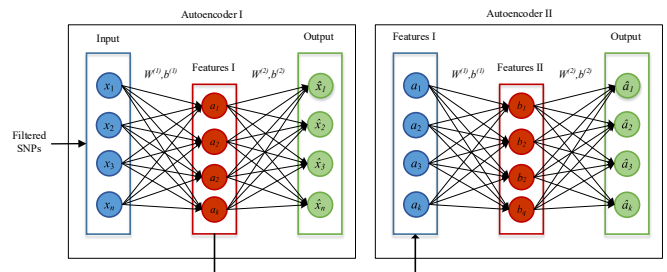 Autoencoder I
Autoencoder II
Input
Output
Features I
Output
W⁽¹⁾,b⁽¹⁾
Features I
W⁽²⁾,b⁽²⁾
W⁽¹⁾,b⁽¹⁾
Features II
W⁽²⁾,b⁽²⁾
x₁
a₁
x̂₁
a₁
b₁
â₁
Filtered
SNPs
x₂
a₂
x̂₂
a₂
b₂
â₂
x₃
a₂
x̂₃
a₃
b₂
â₃
xₙ
aₖ
x̂ₙ
aₖ
b_q
âₖ